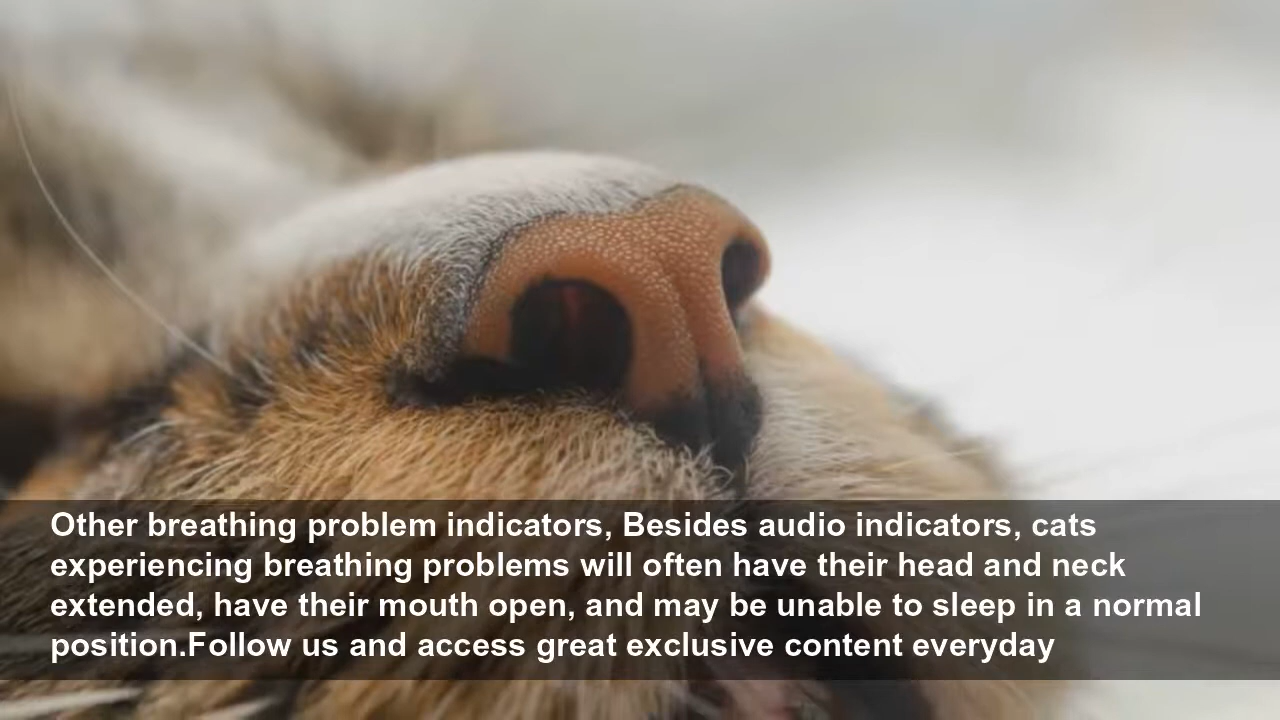 Other breathing problem indicators, Besides audio indicators, cats
experiencing breathing problems will often have their head and neck
extended, have their mouth open, and may be unable to sleep in a normal
position.Follow us and access great exclusive content everyday